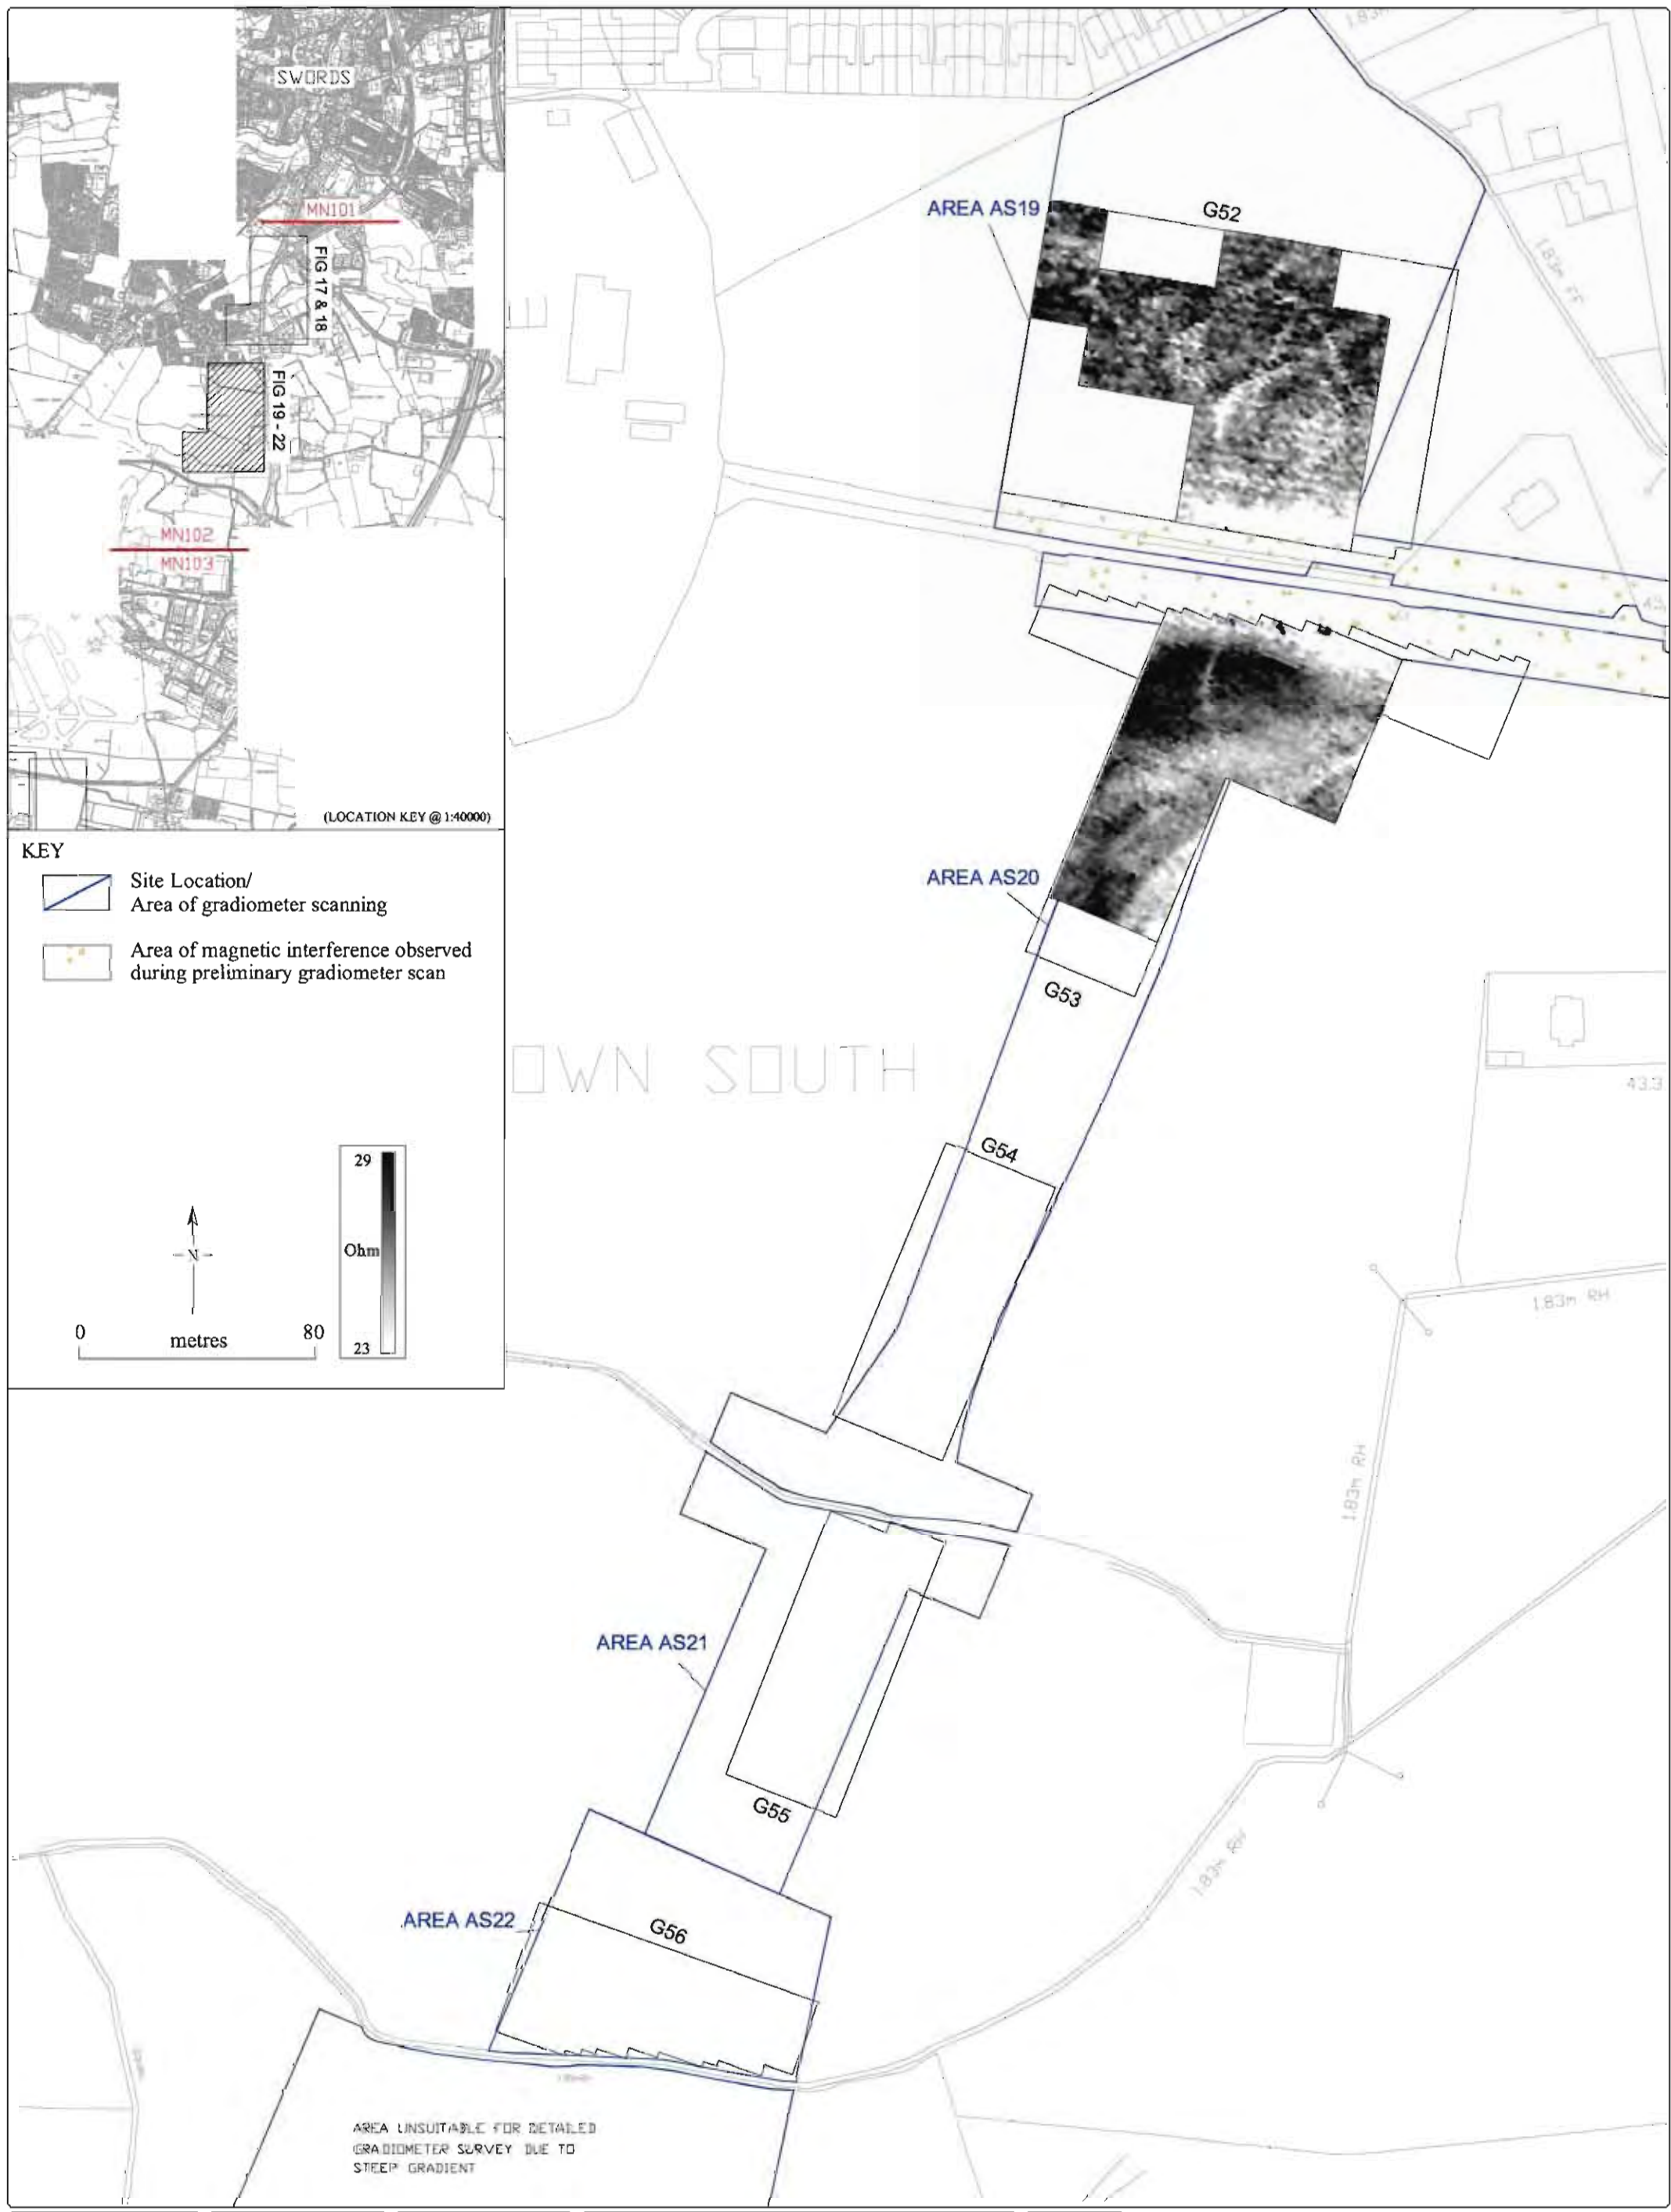 SWORDS
MN101
FIG 17 & 18
FIG 19 - 22
MN102
MN103
(LOCATION KEY @ 1:40000)
KEY
Site Location/
Area of gradiometer scanning
Area of magnetic interference observed
during preliminary gradiometer scan
29
Ohm
23
N
0
metres
80
1.83m
AREA AS19
G52
1.83m FF
AREA AS20
G53
OWN SOUTH
43.3
G54
1.83m RH
1.83m RH
AREA AS21
G55
1.83m RH
AREA AS22
G56
AREA UNSUITABLE FOR DETAILED
GRADIOMETER SURVEY DUE TO
STEEP GRADIENT